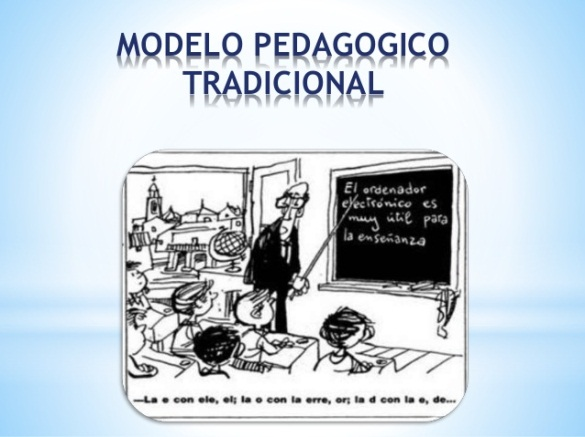 MODELO PEDAGOGICO
TRADICIONAL
El ordenador
electrónico es
muy útil para
la enseñanza
—La e con ele, el; la o con la erre, or; la d con la e, de...